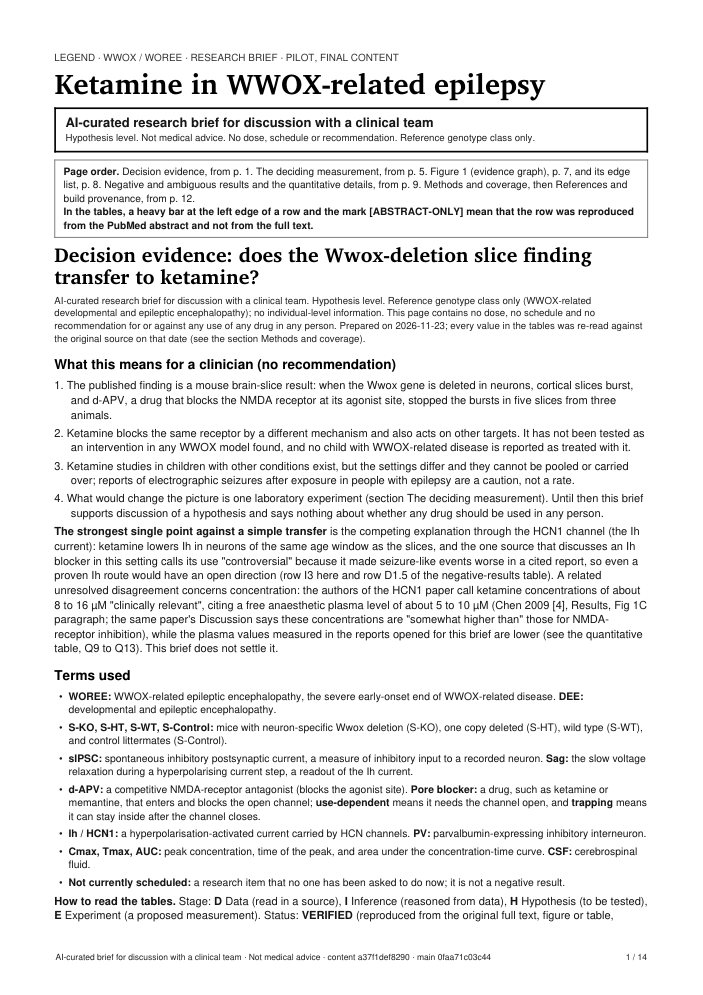 LEGEND · WWOX / WOREE · RESEARCH BRIEF · PILOT, FINAL CONTENT
Ketamine in WWOX-related epilepsy
AI-curated research brief for discussion with a clinical team
Hypothesis level. Not medical advice. No dose, schedule or recommendation. Reference genotype class only.
Page order. Decision evidence, from p. 1. The deciding measurement, from p. 5. Figure 1 (evidence graph), p. 7, and its edge
list, p. 8. Negative and ambiguous results and the quantitative details, from p. 9. Methods and coverage, then References and
build provenance, from p. 12.
In the tables, a heavy bar at the left edge of a row and the mark [ABSTRACT-ONLY] mean that the row was reproduced
from the PubMed abstract and not from the full text.
Decision evidence: does the Wwox-deletion slice finding
transfer to ketamine?
AI-curated research brief for discussion with a clinical team. Hypothesis level. Reference genotype class only (WWOX-related
developmental and epileptic encephalopathy); no individual-level information. This page contains no dose, no schedule and no
recommendation for or against any use of any drug in any person. Prepared on 2026-11-23; every value in the tables was re-read against
the original source on that date (see the section Methods and coverage).
What this means for a clinician (no recommendation)
1. The published finding is a mouse brain-slice result: when the Wwox gene is deleted in neurons, cortical slices burst,
and d-APV, a drug that blocks the NMDA receptor at its agonist site, stopped the bursts in five slices from three
animals.
2. Ketamine blocks the same receptor by a different mechanism and also acts on other targets. It has not been tested as
an intervention in any WWOX model found, and no child with WWOX-related disease is reported as treated with it.
3. Ketamine studies in children with other conditions exist, but the settings differ and they cannot be pooled or carried
over; reports of electrographic seizures after exposure in people with epilepsy are a caution, not a rate.
4. What would change the picture is one laboratory experiment (section The deciding measurement). Until then this brief
supports discussion of a hypothesis and says nothing about whether any drug should be used in any person.
The strongest single point against a simple transfer is the competing explanation through the HCN1 channel (the Ih
current): ketamine lowers Ih in neurons of the same age window as the slices, and the one source that discusses an Ih
blocker in this setting calls its use "controversial" because it made seizure-like events worse in a cited report, so even a
proven Ih route would have an open direction (row I3 here and row D1.5 of the negative-results table). A related
unresolved disagreement concerns concentration: the authors of the HCN1 paper call ketamine concentrations of about
8 to 16 µM "clinically relevant", citing a free anaesthetic plasma level of about 5 to 10 µM (Chen 2009 [4], Results, Fig 1C
paragraph; the same paper's Discussion says these concentrations are "somewhat higher than" those for NMDA-
receptor inhibition), while the plasma values measured in the reports opened for this brief are lower (see the quantitative
table, Q9 to Q13). This brief does not settle it.
Terms used
• WOREE: WWOX-related epileptic encephalopathy, the severe early-onset end of WWOX-related disease. DEE:
developmental and epileptic encephalopathy.
• S-KO, S-HT, S-WT, S-Control: mice with neuron-specific Wwox deletion (S-KO), one copy deleted (S-HT), wild type (S-WT),
and control littermates (S-Control).
• sIPSC: spontaneous inhibitory postsynaptic current, a measure of inhibitory input to a recorded neuron. Sag: the slow voltage
relaxation during a hyperpolarising current step, a readout of the Ih current.
• d-APV: a competitive NMDA-receptor antagonist (blocks the agonist site). Pore blocker: a drug, such as ketamine or
memantine, that enters and blocks the open channel; use-dependent means it needs the channel open, and trapping means
it can stay inside after the channel closes.
• Ih / HCN1: a hyperpolarisation-activated current carried by HCN channels. PV: parvalbumin-expressing inhibitory interneuron.
• Cmax, Tmax, AUC: peak concentration, time of the peak, and area under the concentration-time curve. CSF: cerebrospinal
fluid.
• Not currently scheduled: a research item that no one has been asked to do now; it is not a negative result.
How to read the tables. Stage: D Data (read in a source), I Inference (reasoned from data), H Hypothesis (to be tested),
E Experiment (a proposed measurement). Status: VERIFIED (reproduced from the original full text, figure or table,
AI-curated brief for discussion with a clinical team · Not medical advice · content a37f1def8290 · main 0faa71c03c44
1 / 14